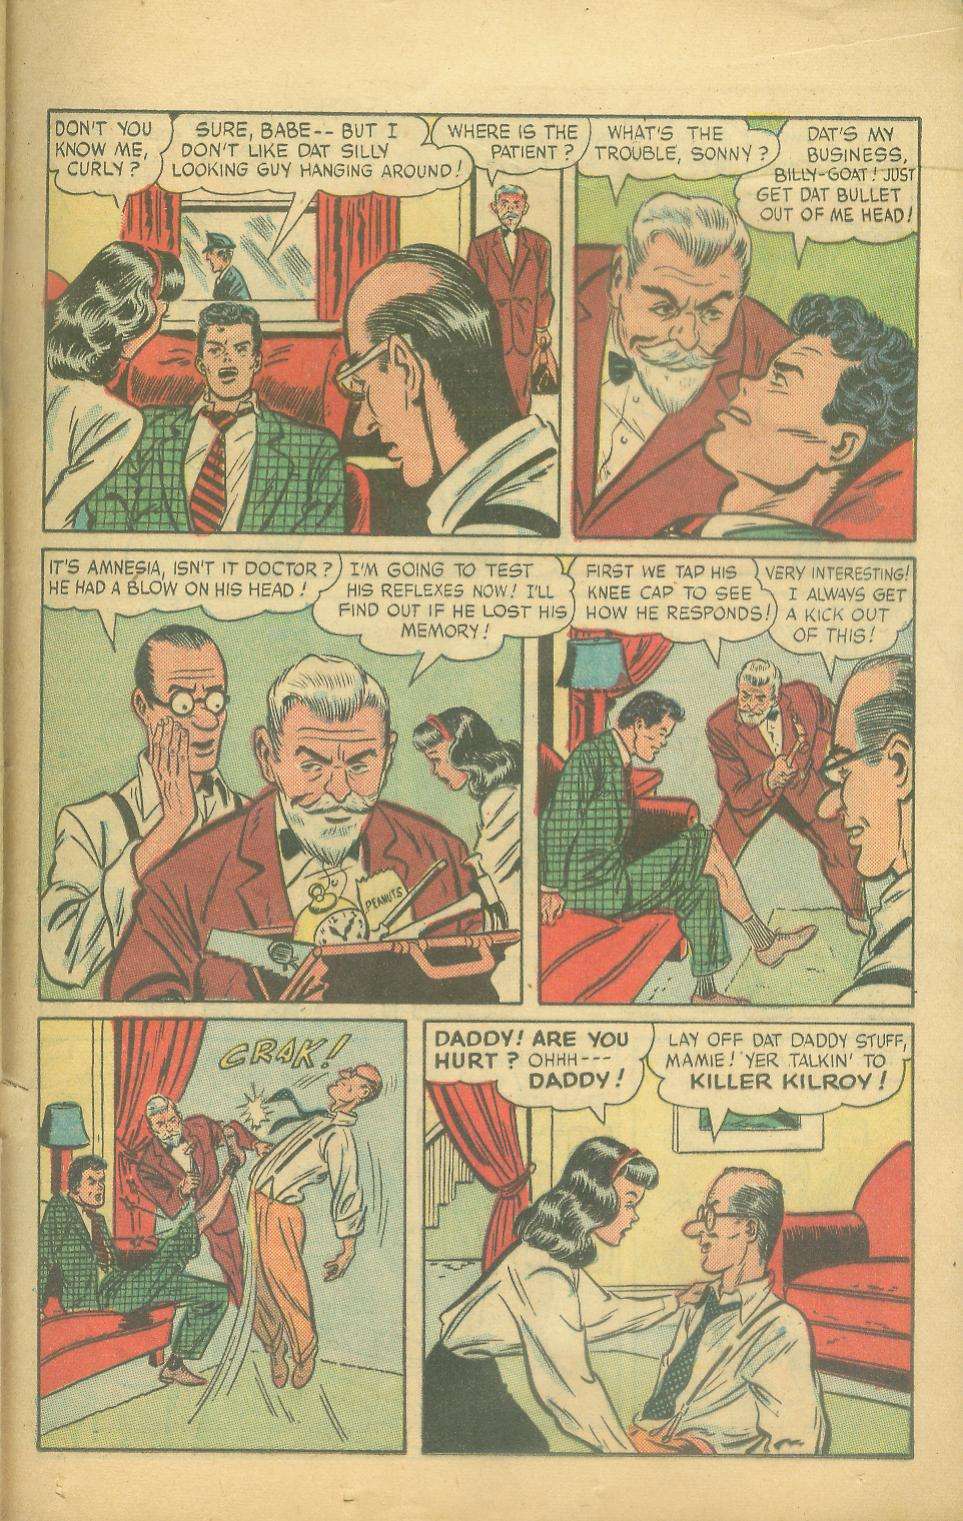 DON'T YOU
KNOW ME,
CURLY?
SURE, BABE-- BUT I
DON'T LIKE DAT SILLY
LOOKING GUY HANGING AROUND!
WHERE IS THE
PATIENT?
WHAT'S THE
TROUBLE, SONNY?
DAT'S MY
BUSINESS,
BILLY-GOAT! JUST
GET DAT BULLET
OUT OF ME HEAD!
IT'S AMNESIA, ISN'T IT DOCTOR?
HE HAD A BLOW ON HIS HEAD!
I'M GOING TO TEST
HIS REFLEXES NOW! I'LL
FIND OUT IF HE LOST HIS
MEMORY!
PEANUTS
FIRST WE TAP HIS
KNEE CAP TO SEE
HOW HE RESPONDS!
VERY INTERESTING!
I ALWAYS GET
A KICK OUT
OF THIS!
CRAK!
DADDY! ARE YOU
HURT? OHHH---
DADDY!
LAY OFF DAT DADDY STUFF,
MAMIE! YER TALKIN' TO
KILLER KILROY!